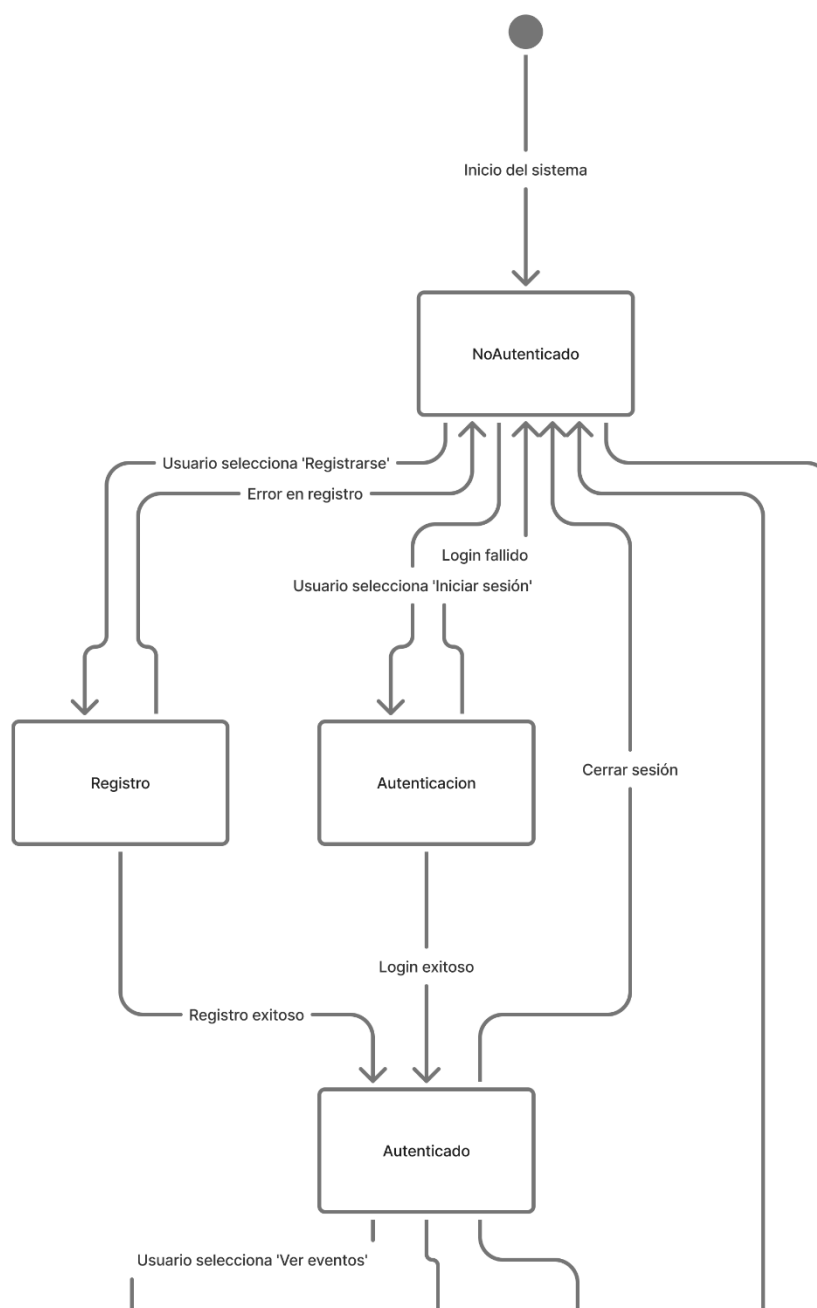 Inicio del sistema
NoAutenticado
Usuario selecciona 'Registrarse'
Error en registro
Login fallido
Usuario selecciona 'Iniciar sesión'
Registro
Autenticacion
Cerrar sesión
Login exitoso
Registro exitoso
Autenticado
Usuario selecciona 'Ver eventos'